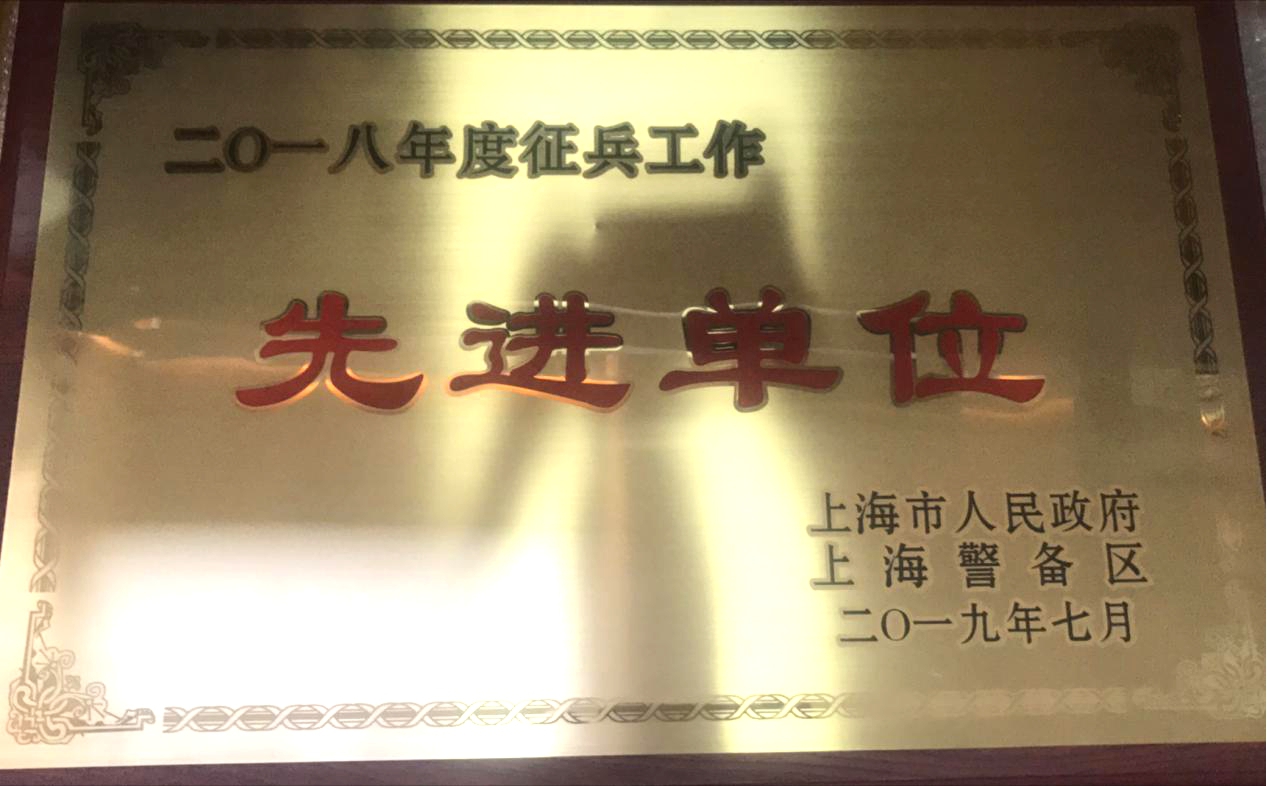 二〇一八年度征兵工作
先进单位
上海市人民政府
上海警备区
二〇一九年七月